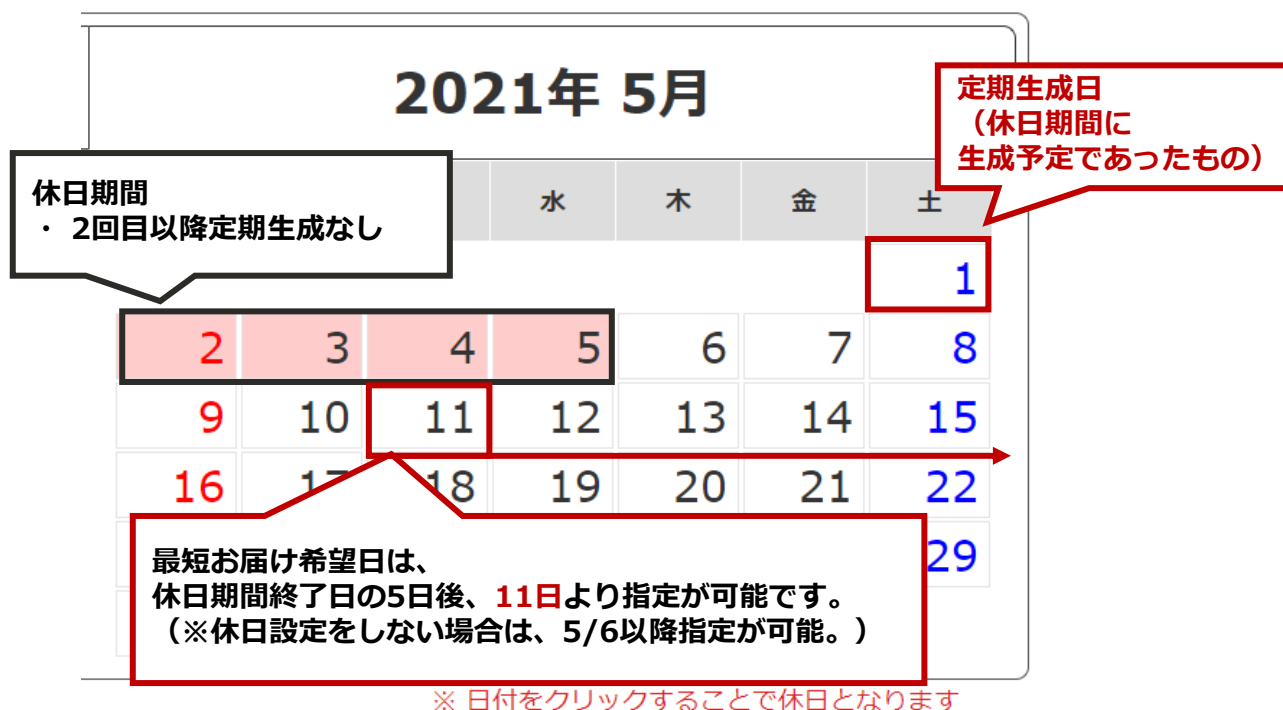 2021年 5月
定期生成日
（休日期間に
生成予定であったもの）
休日期間
・ 2回目以降定期生成なし
水 木 金 土
1
2 3 4 5 6 7 8
9 10 11 12 13 14 15
16 17 18 19 20 21 22
29
最短お届け希望日は、
休日期間終了日の5日後、11日より指定が可能です。
（※休日設定をしない場合は、5/6以降指定が可能。）
※ 日付をクリックすることで休日となります